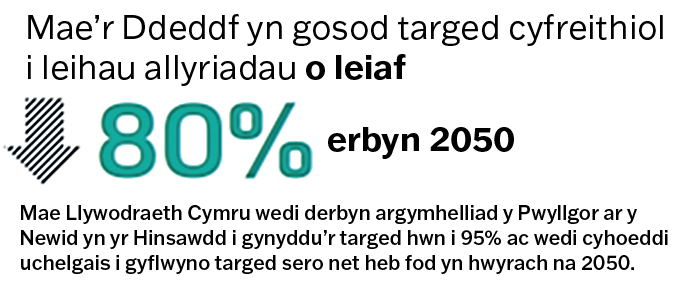 Mae'r Ddeddf yn gosod targed cyfreithiol
i leihau allyriadau o leiaf
80% erbyn 2050
Mae Llywodraeth Cymru wedi derbyn argymhelliad y Pwyllgor ar y
Newid yn yr Hinsawdd i gynyddu'r targed hwn i 95% ac wedi cyhoeddi
uchelgais i gyflwyno targed sero net heb fod yn hwyrach na 2050.